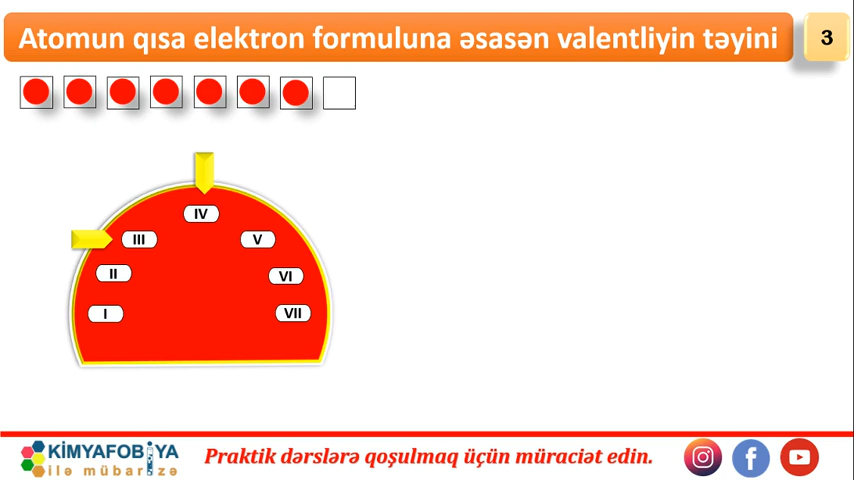 Atomun qısa elektron formuluna əsasən valentliyin təyini
3
IV
III
V
II
VI
I
VII
KİMYAFOBİYA
ilə mübarizə
Praktik dərslərə qoşulmaq üçün müraciət edin.